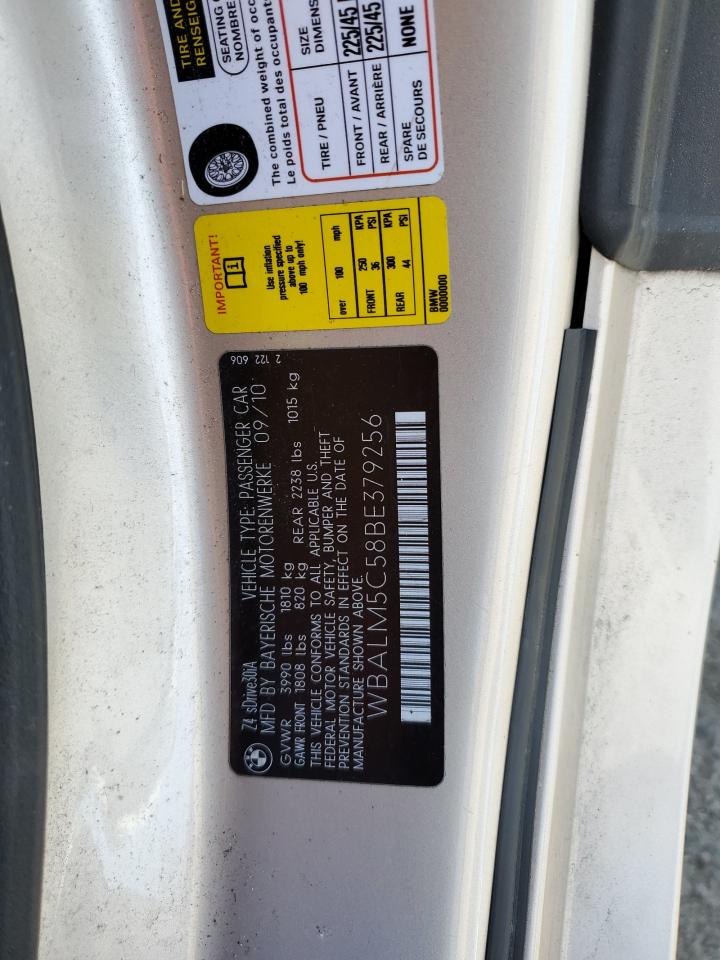 TIRE AND
RENSEIG
SEATING C
NOMBRE
The combined weight of occ
Le poids total des occupant
TIRE / PNEU
SIZE
DIMENS
FRONT / AVANT
225/45
REAR / ARRIÈRE
225/45
SPARE
DE SECOURS
NONE
IMPORTANT!
Use inflation
pressure specified
above up to
100 mph only!
over 100 mph
FRONT 250 KPA
36 PSI
REAR 300 KPA
44 PSI
BMW
0000000
2 122 606
Z4 sDrive30iA VEHICLE TYPE: PASSENGER CAR
MFD BY BAYERISCHE MOTORENWERKE 09/10
GVWR 3990 lbs 1810 kg
GAWR FRONT 1808 lbs 820 kg REAR 2238 lbs 1015 kg
THIS VEHICLE CONFORMS TO ALL APPLICABLE U.S.
FEDERAL MOTOR VEHICLE SAFETY, BUMPER AND THEFT
PREVENTION STANDARDS IN EFFECT ON THE DATE OF
MANUFACTURE SHOWN ABOVE.
WBALM5C58BE379256